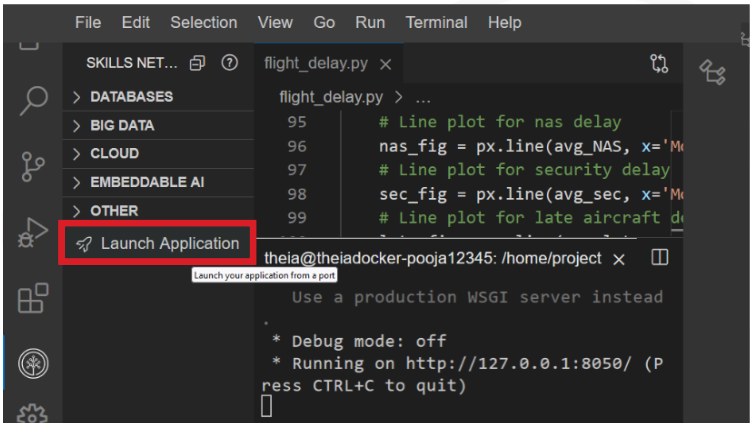 File Edit Selection View Go Run Terminal Help
SKILLS NET...
flight_delay.py ×
DATABASES
BIG DATA
CLOUD
EMBEDDABLE AI
OTHER
Launch Application
Launch your application from a port
flight_delay.py > ...
95 # Line plot for nas delay
96 nas_fig = px.line(avg_NAS, x='Mo
97 # Line plot for security delay
98 sec_fig = px.line(avg_sec, x='Mo
99 # Line plot for late aircraft de
theia@theiadocker-pooja12345: /home/project ×
Use a production WSGI server instead
.
* Debug mode: off
* Running on http://127.0.0.1:8050/ (P
ress CTRL+C to quit)